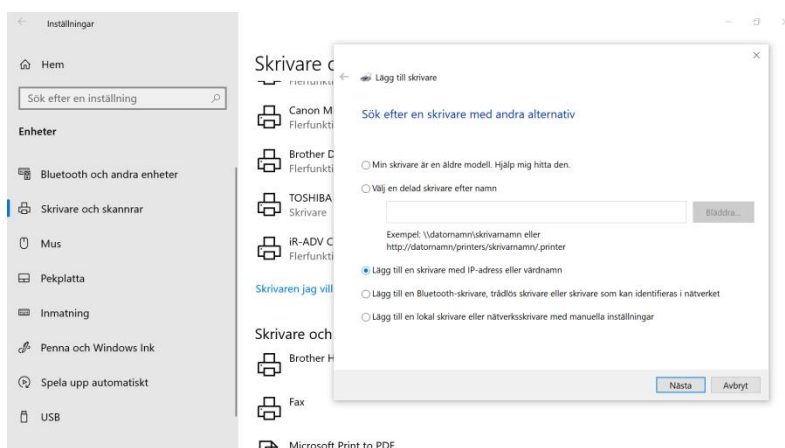 Inställningar
Hem
Sök efter en inställning
Enheter
Bluetooth och andra enheter
Skrivare och skannrar
Mus
Pekplatta
Inmatning
Penna och Windows Ink
Spela upp automatiskt
USB
Skrivare
Canon M
Flerfunkti
Brother D
Flerfunkti
TOSHIBA
Skrivare
iR-ADV C
Flerfunkti
Skrivaren jag vill
Skrivare och
Brother H
Fax
Microsoft Print to PDF
Lägg till skrivare
Sök efter en skrivare med andra alternativ
Min skrivare är en äldre modell. Hjälp mig hitta den.
Välj en delad skrivare efter namn
Bläddra...
Exempel: \\datornamn\skrivarnamn eller
http://datornamn/printers/skrivarnamn/.printer
Lägg till en skrivare med IP-adress eller värdnamn
Lägg till en Bluetooth-skrivare, trådlös skrivare eller skrivare som kan identifieras i nätverket
Lägg till en lokal skrivare eller nätverksskrivare med manuella inställningar
Nästa
Avbryt